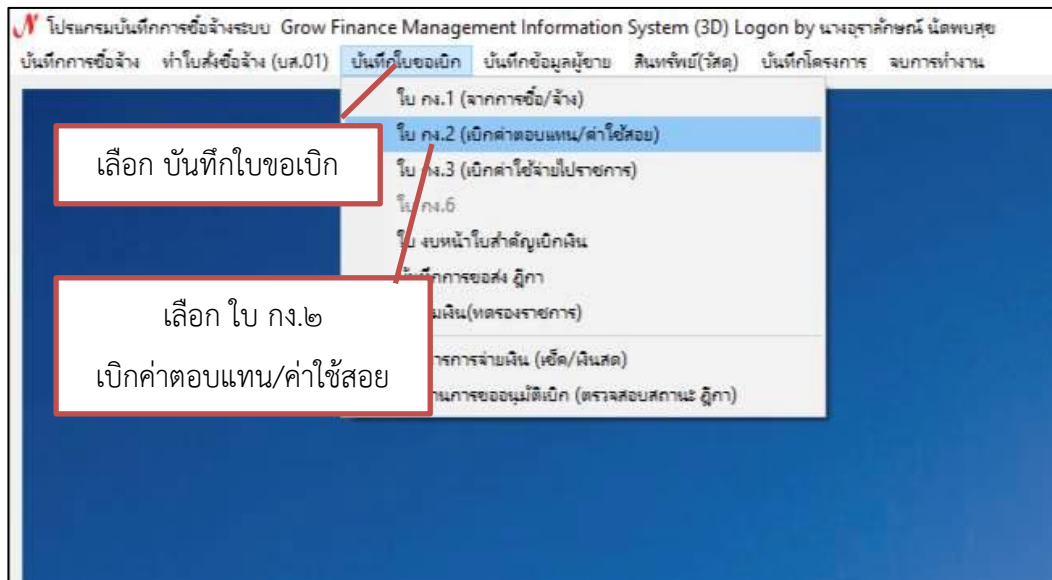 โปรแกรมบันทึกการซื้อจ้างระบบ Grow Finance Management Information System (3D) Logon by นางอุราลักษณ์ นัดพบสุข
บันทึกการซื้อจ้าง ทำใบสั่งซื้อจ้าง (บส.01) บันทึกใบขอเบิก บันทึกข้อมูลผู้ขาย สินทรัพย์(วัสดุ) บันทึกโครงการ จบการทำงาน
ใบ กง.1 (จากการซื้อ/จ้าง)
ใบ กง.2 (เบิกค่าตอบแทน/ค่าใช้สอย)
เลือก บันทึกใบขอเบิก
ใบ กง.3 (เบิกค่าใช้จ่ายไปราชการ)
ใบ กง.6
ใบ งบหน้าใบสำคัญเบิกเงิน
บันทึกการขอส่ง ฎีกา
เลือก ใบ กง.๒
เบิกค่าตอบแทน/ค่าใช้สอย
มเงิน(ทดรองราชการ)
การจ่ายเงิน (เช็ค/เงินสด)
านการขออนุมัติเบิก (ตรวจสอบสถานะ ฎีกา)